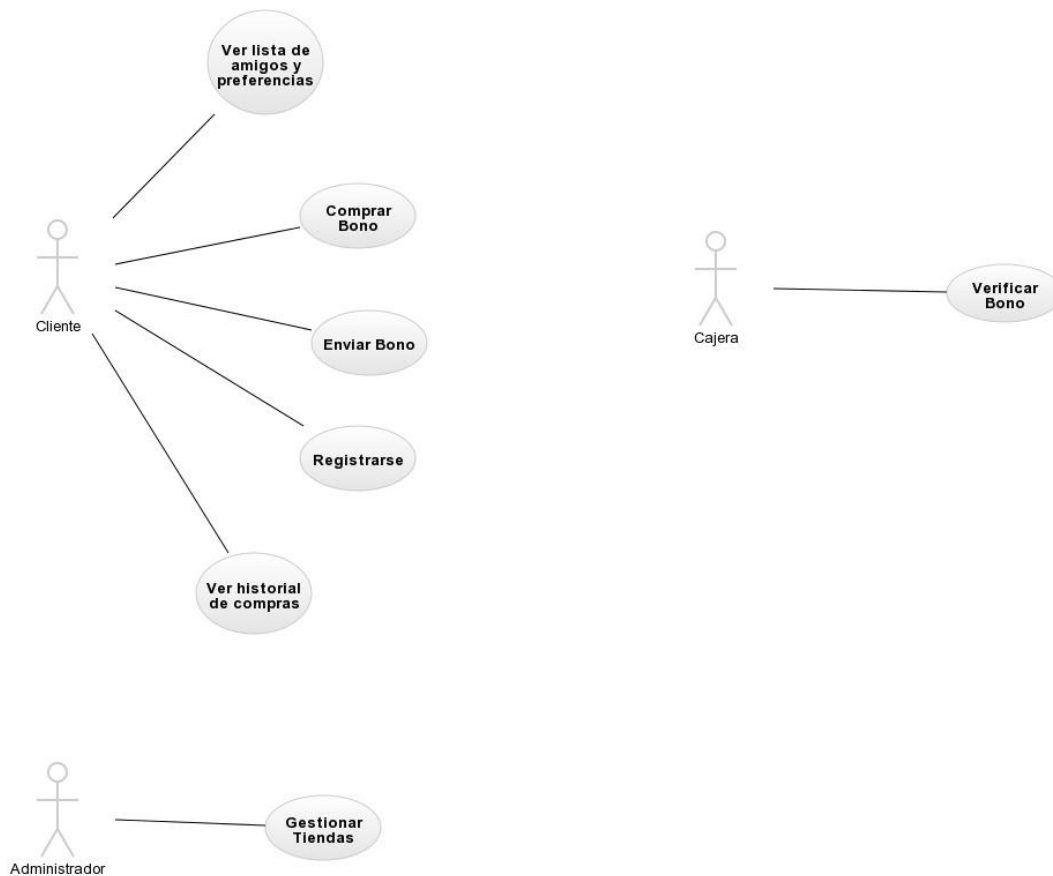 Ver lista de
amigos y
preferencias
Comprar
Bono
Cliente
Enviar Bono
Registrarse
Ver historial
de compras
Cajera
Verificar
Bono
Administrador
Gestionar
Tiendas